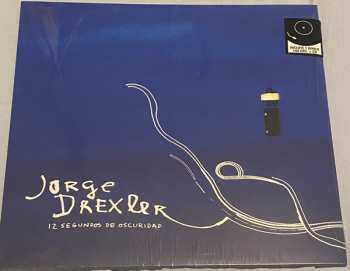 Jorge
DREXLER
12 SEGUNDOS DE OSCURIDAD